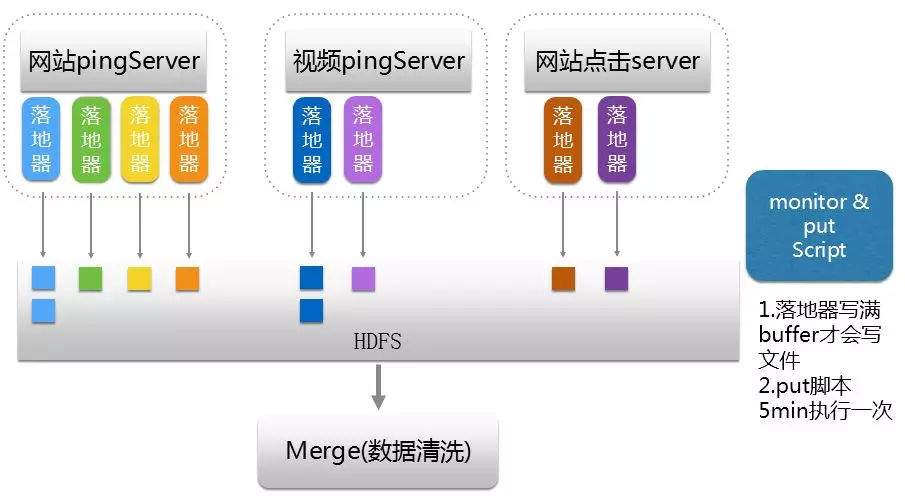 网站pingServer
视频pingServer
网站点击server
落地器
落地器
落地器
落地器
落地器
落地器
落地器
落地器
monitor &
put
Script
HDFS
1.落地器写满
buffer才会写
文件
2.put脚本
5min执行一次
Merge(数据清洗)